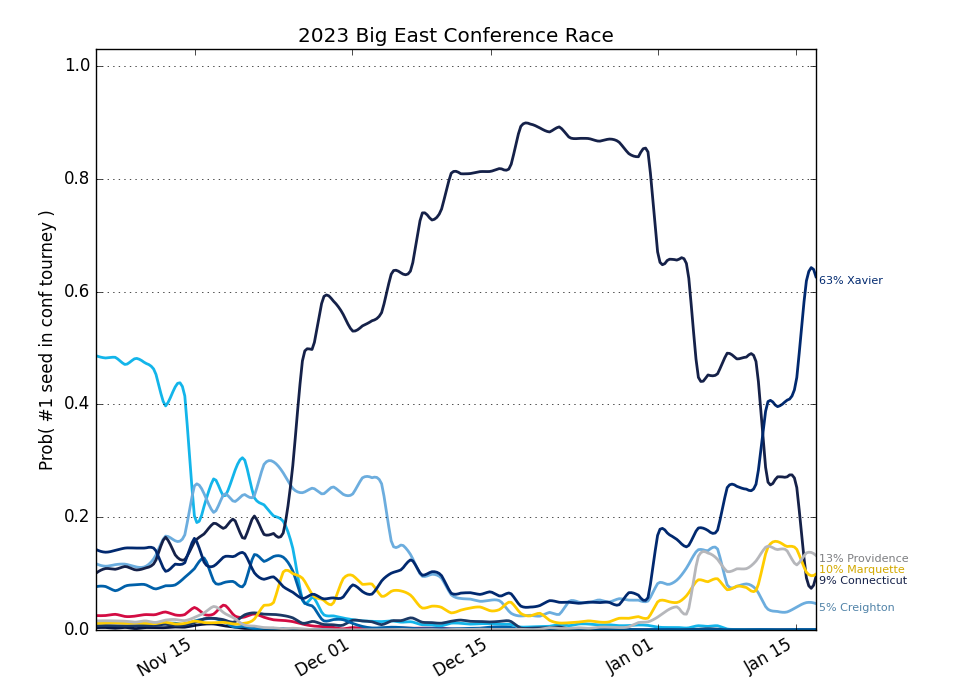 2023 Big East Conference Race
Prob( #1 seed in conf tourney )
1.0
0.8
0.6
0.4
0.2
0.0
Nov 15
Dec 01
Dec 15
Jan 01
Jan 15
63% Xavier
13% Providence
10% Marquette
9% Connecticut
5% Creighton